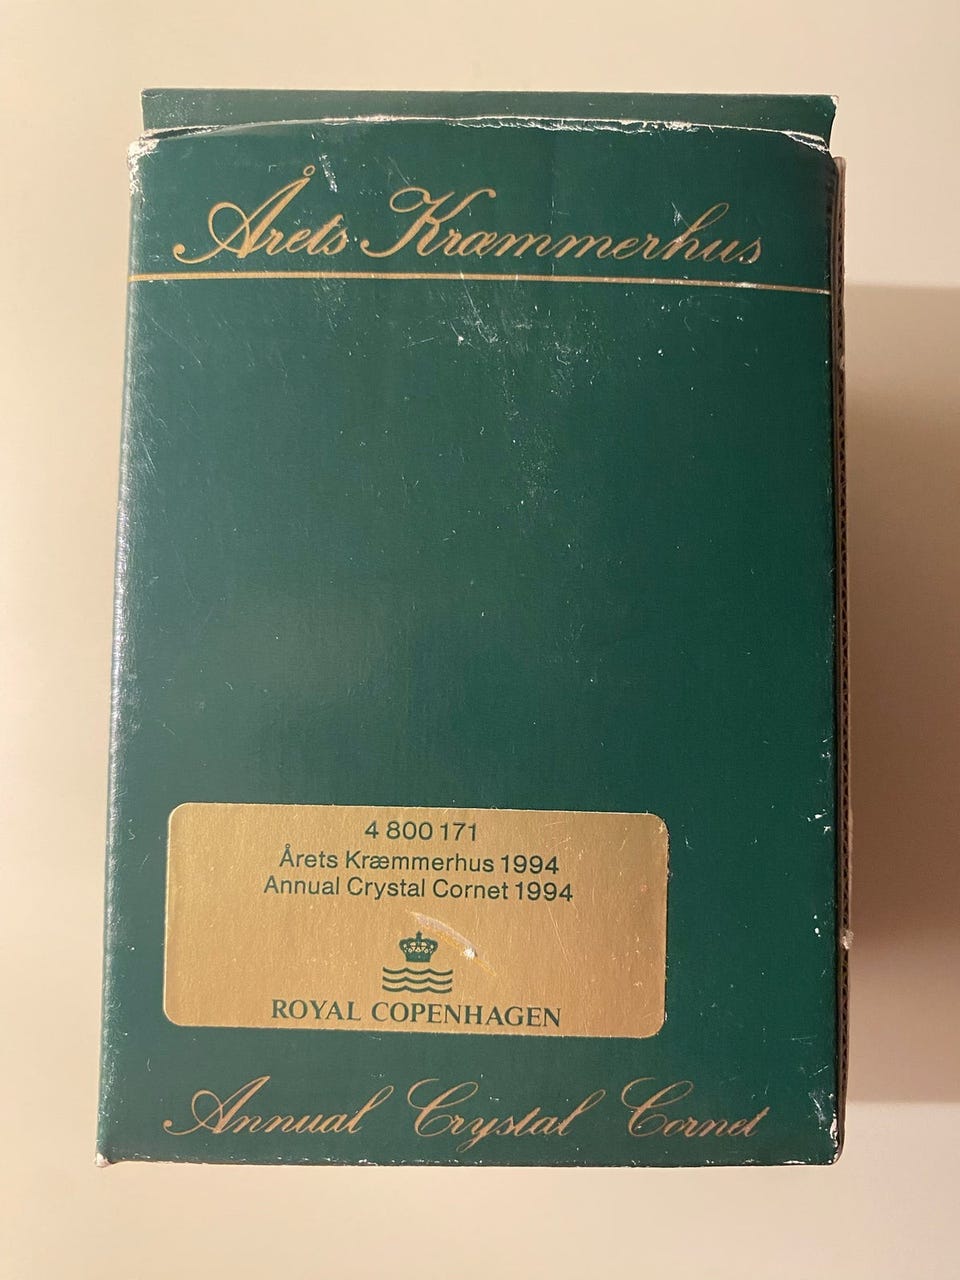 Årets Kræmmerhus
4 800 171
Årets Kræmmerhus 1994
Annual Crystal Cornet 1994
ROYAL COPENHAGEN
Annual Crystal Cornet